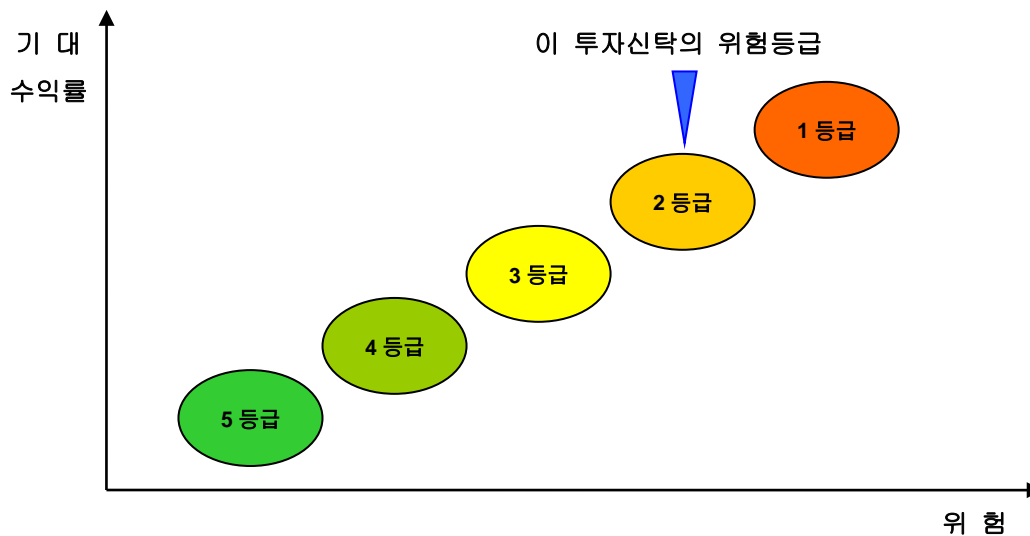 기 대
수익률
이 투자신탁의 위험등급
1 등급
2 등급
3 등급
4 등급
5 등급
위 험